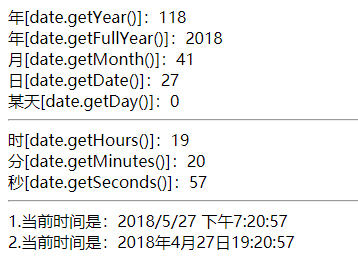 年[date.getYear()]：118
年[date.getFullYear()]：2018
月[date.getMonth()]：41
日[date.getDate()]：27
某天[date.getDay()]：0
时[date.getHours()]：19
分[date.getMinutes()]：20
秒[date.getSeconds()]：57
1.当前时间是：2018/5/27 下午7:20:57
2.当前时间是：2018年4月27日19:20:57